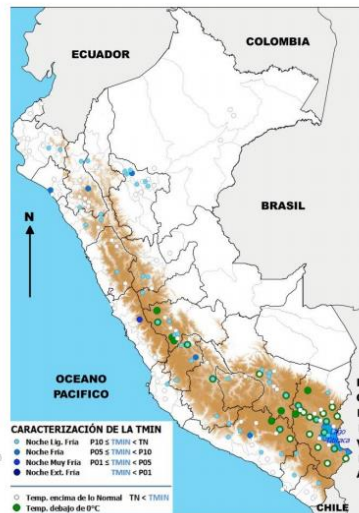 COLOMBIA
ECUADOR
BRASIL
N
OCEANO
PACIFICO
Lago
Titicaca
CHILE
CARACTERIZACIÓN DE LA TMIN
Noche Lig. Fría P10 ≤ TMIN < TN
Noche Fría P05 ≤ TMIN < P10
Noche Muy Fría P01 ≤ TMIN < P05
Noche Ext. Fría TMIN < P01
Temp. encima de lo Normal TN < TMIN
Temp. debajo de 0°C